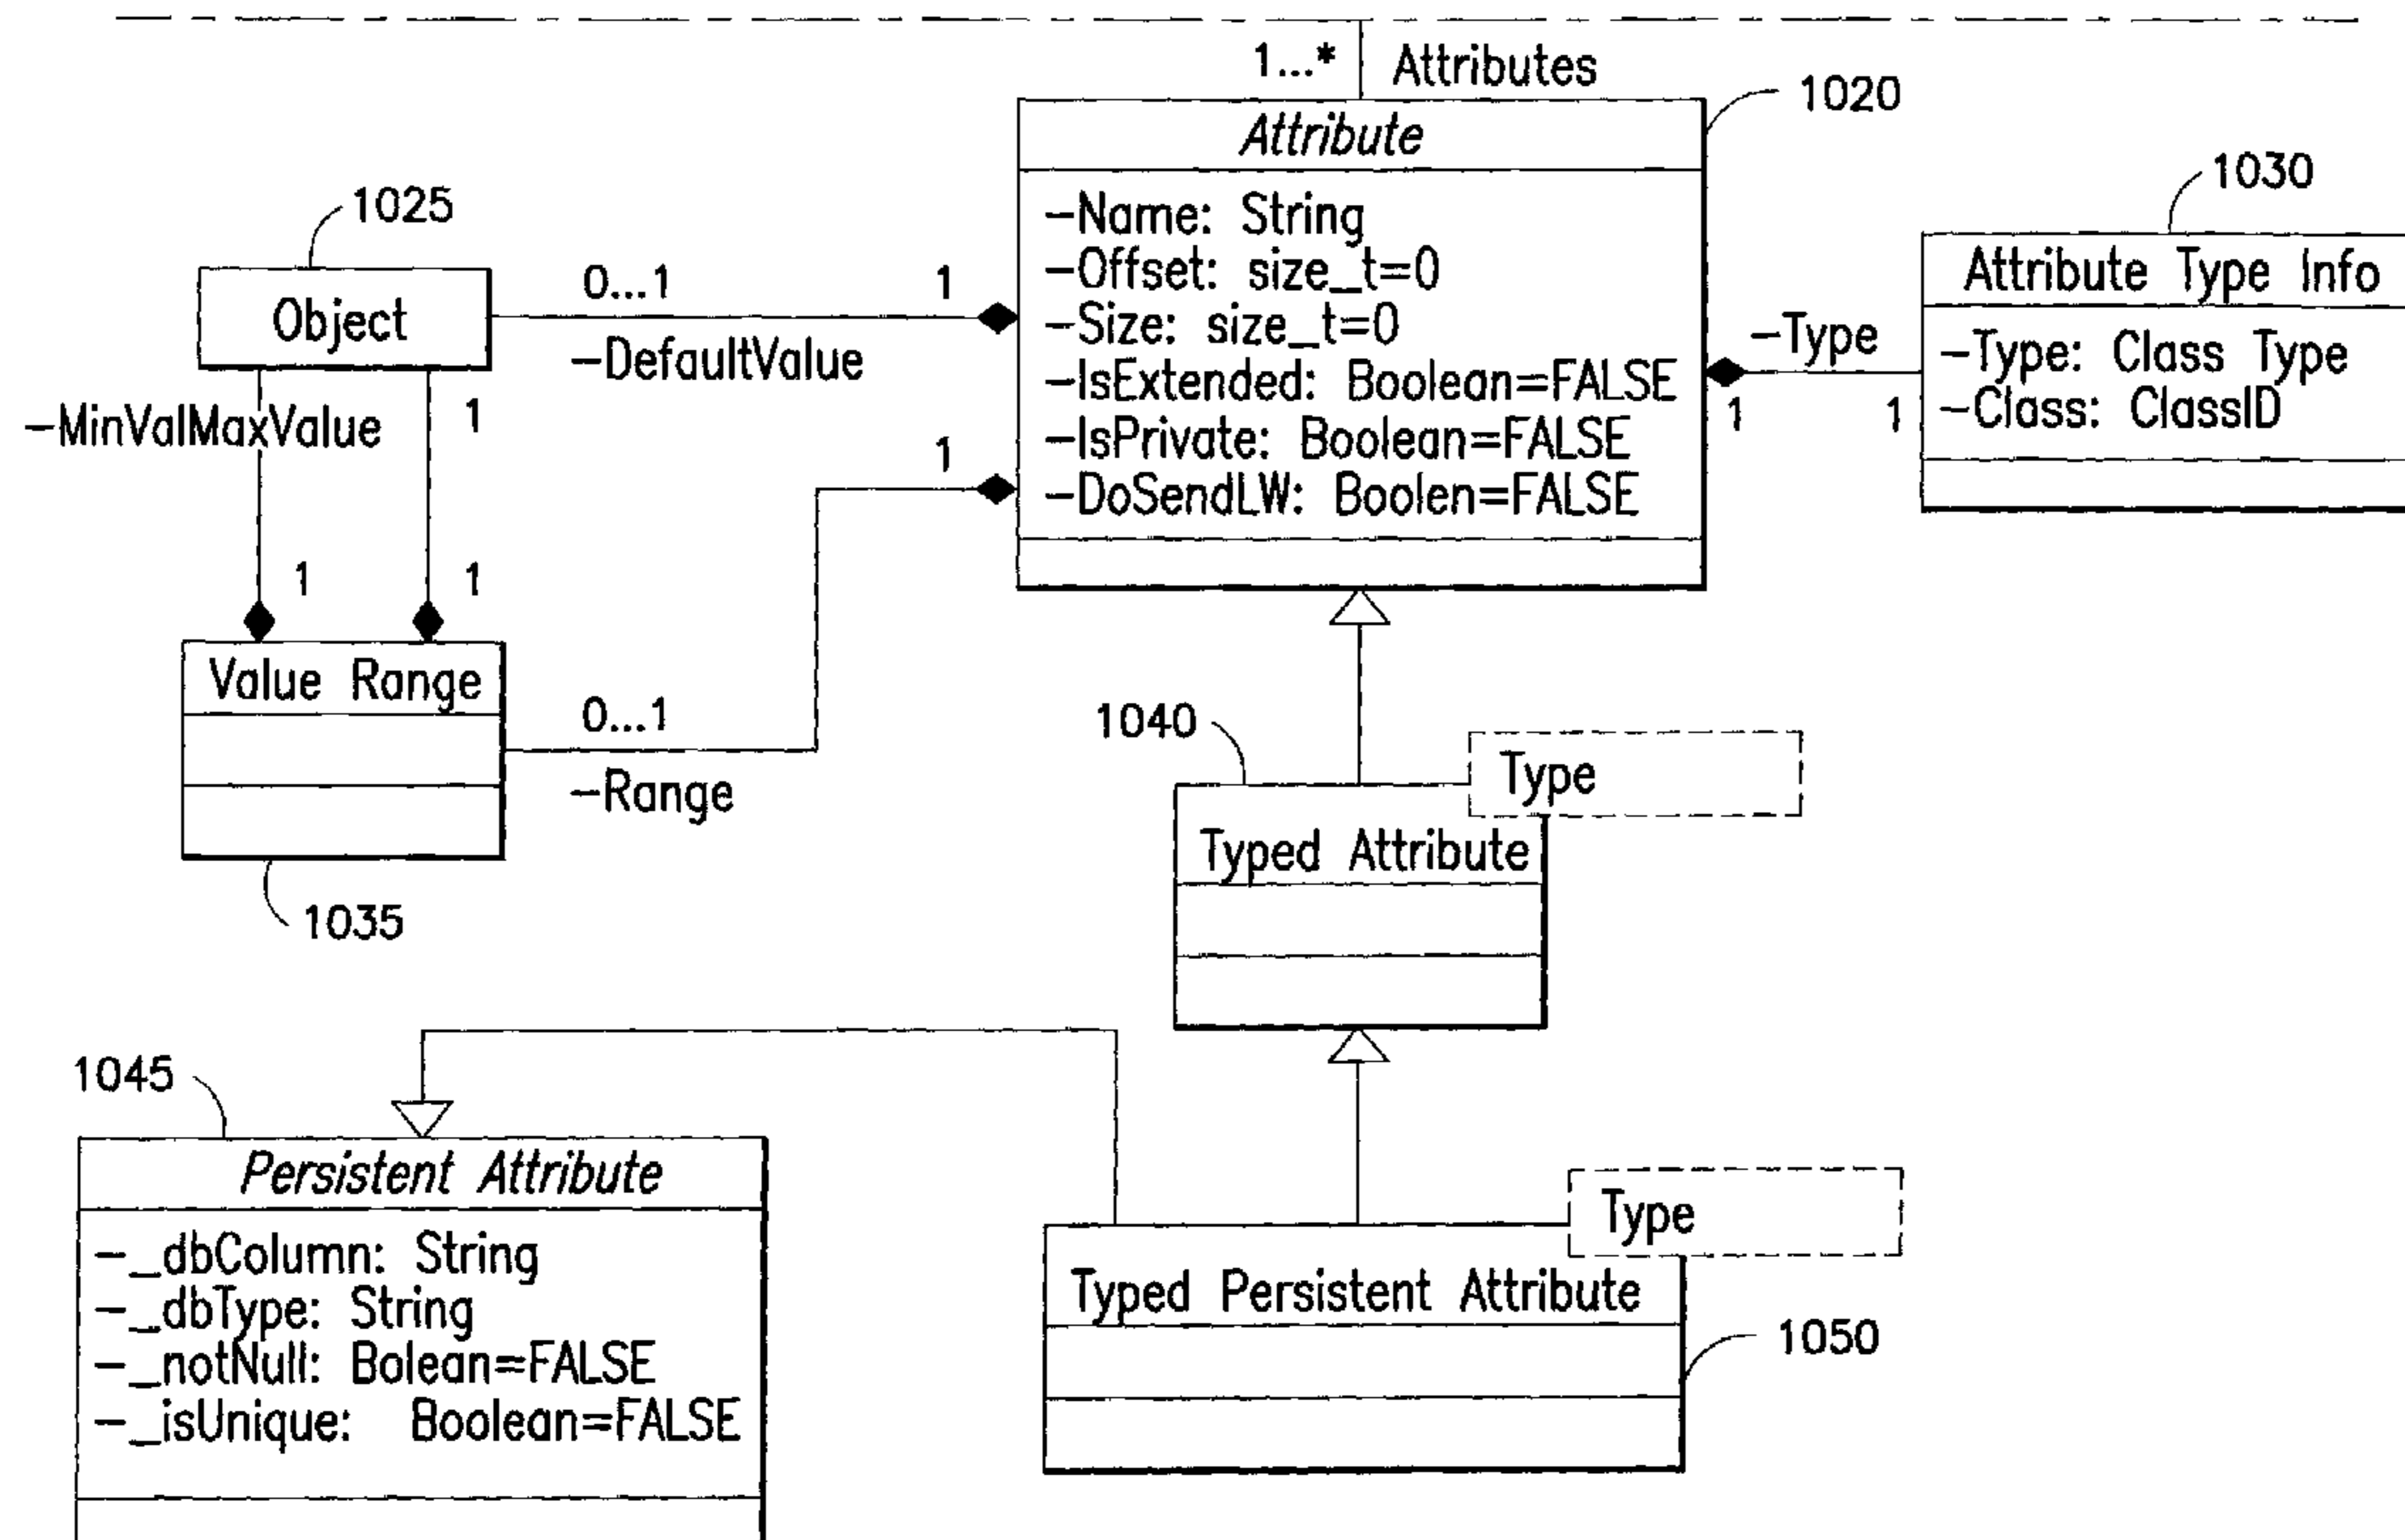 1...* Attributes
1020
Attribute
-Name: String
-Offset: size_t=0
-Size: size_t=0
-IsExtended: Boolean=FALSE
-IsPrivate: Boolean=FALSE
-DoSendLW: Boolen=FALSE
1030
Attribute Type Info
-Type: Class Type
-Class: ClassID
-Type
1
1
1025
Object
0...1
1
-DefaultValue
-MinValMaxValue
1
1
1
1
Value Range
0...1
-Range
1035
1040
Type
Typed Attribute
1045
Persistent Attribute
-_dbColumn: String
-_dbType: String
-_notNull: Bolean=FALSE
-_isUnique: Boolean=FALSE
Type
Typed Persistent Attribute
1050